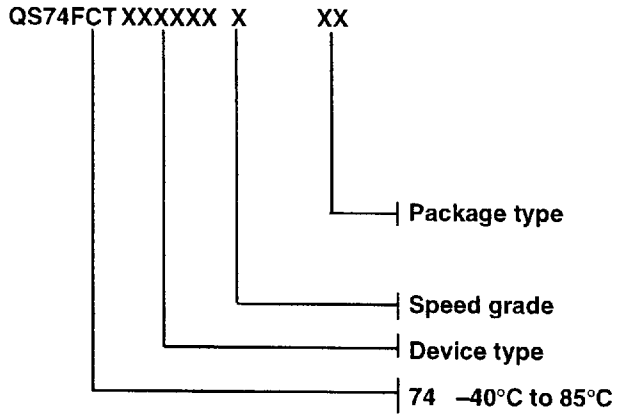 QS74FCT XXXXXX X XX
Package type
Speed grade
Device type
74 –40°C to 85°C